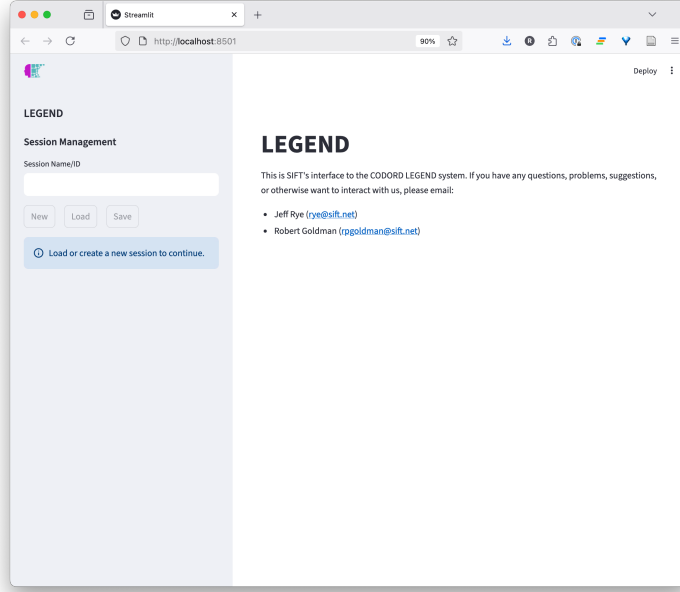 Streamlit
http://localhost:8501
90%
Deploy
LEGEND
Session Management
Session Name/ID
New Load Save
Load or create a new session to continue.
LEGEND
This is SIFT's interface to the CODORD LEGEND system. If you have any questions, problems, suggestions,
or otherwise want to interact with us, please email:
Jeff Rye (rye@sift.net)
Robert Goldman (rpgoldman@sift.net)